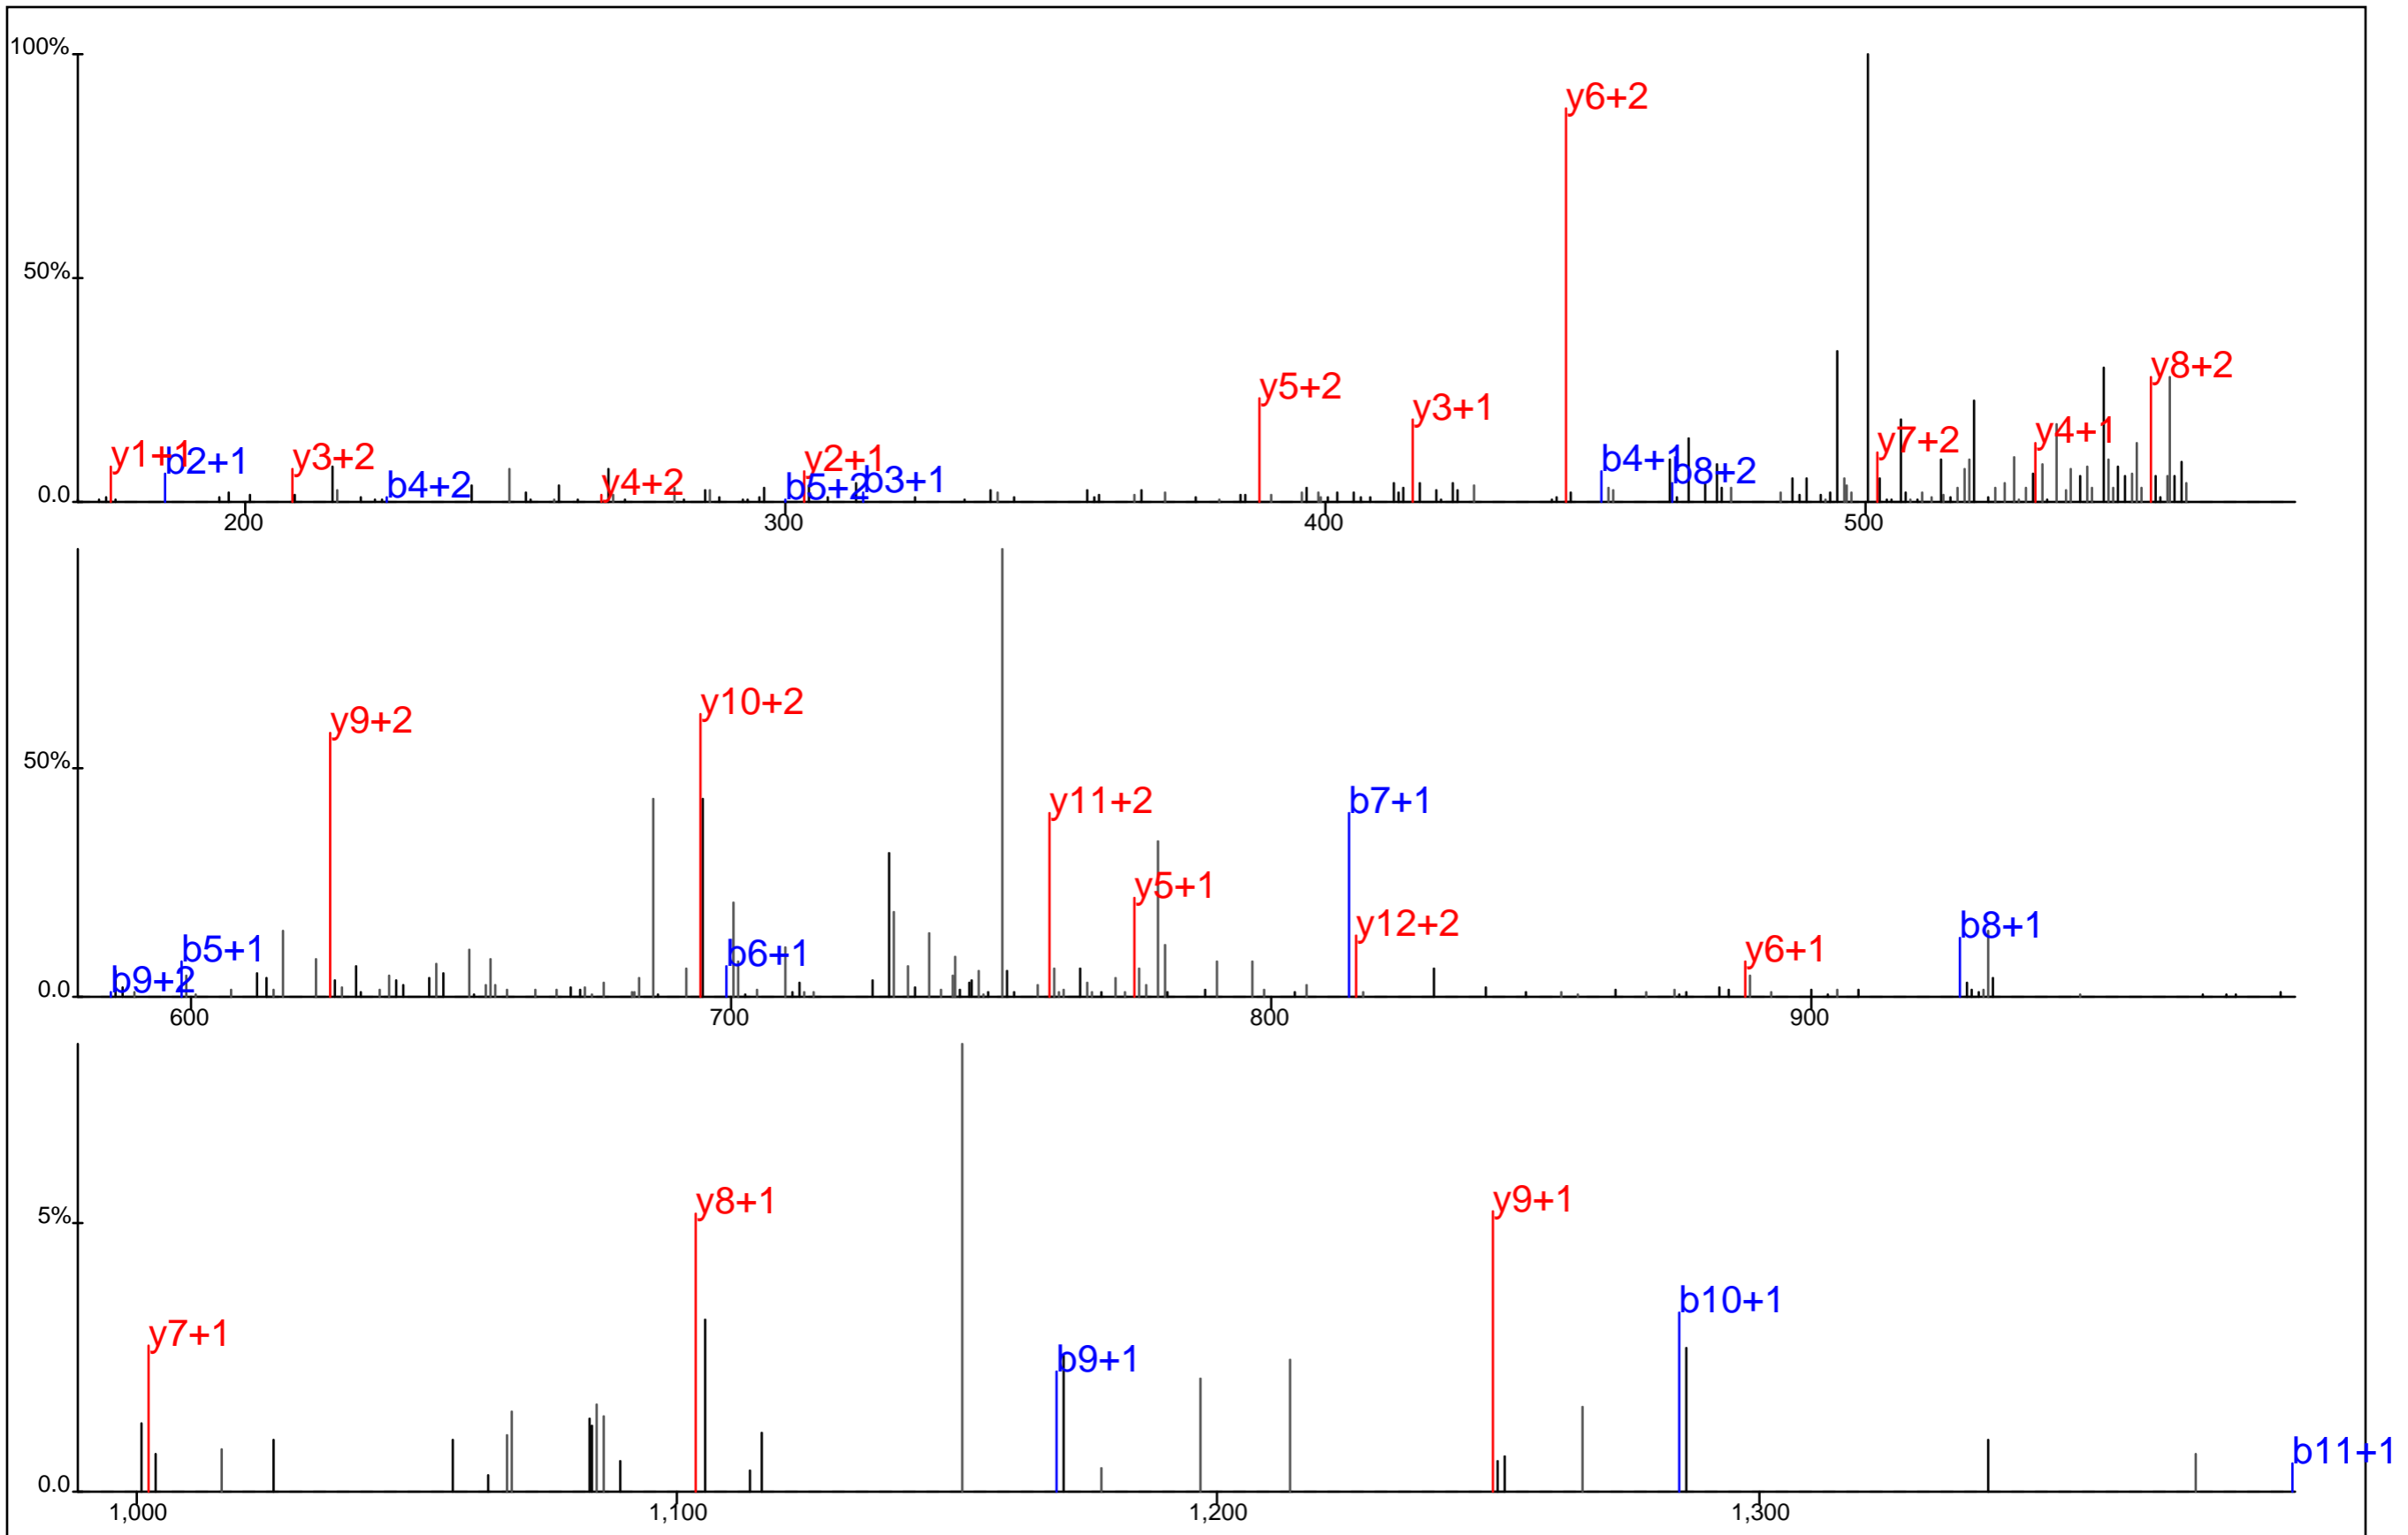 100%
y6+2
y8+2
y5+2
y3+1
50%
y7+2
y4+1
y1+1
b2+1
y3+2
b4+2
y4+2
y2+1
b5+2
b3+1
b4+1
b8+2
0.0
200
300
400
500
y9+2
y10+2
50%
y11+2
b7+1
y5+1
y12+2
b5+1
b9+2
b6+1
y6+1
b8+1
0.0
600
700
800
900
y8+1
y9+1
5%
b10+1
y7+1
b9+1
b11+1
0.0
1,000
1,100
1,200
1,300